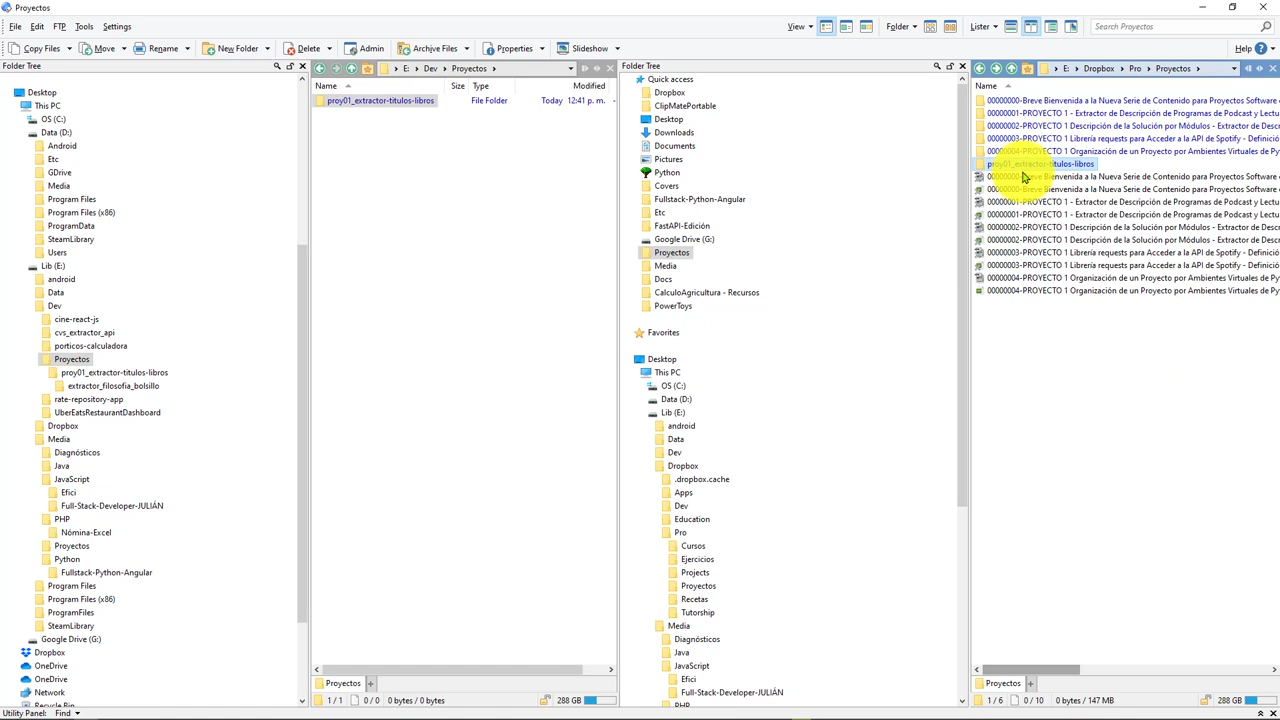 Proyectos
File Edit FTP Tools Settings
View Folder Lister Search Proyectos
Copy Files Move Rename New Folder Delete Admin Archive Files Properties Slideshow Help
Folder Tree
Desktop
This PC
OS (C:)
Data (D:)
Android
Etc
GDrive
Media
Program Files
Program Files (x86)
ProgramData
SteamLibrary
Users
Lib (E:)
android
Data
Dev
cine-react-js
cvs_extractor_api
porticos-calculadora
Proyectos
proy01_extractor-titulos-libros
extractor_filosofia_bolsillo
rate-repository-app
UberEatsRestaurantDashboard
Dropbox
Media
Diagnósticos
Java
JavaScript
Efici
Full-Stack-Developer-JULIÁN
PHP
Nómina-Excel
Proyectos
Python
Fullstack-Python-Angular
Program Files
Program Files (x86)
ProgramFiles
SteamLibrary
Google Drive (G:)
Dropbox
OneDrive
OneDrive
Network
Recycle Bin
E: Dev Proyectos
Name Size Type Modified
proy01_extractor-titulos-libros File Folder Today 12:41 p. m.
Proyectos
1 / 1 0 / 0 0 bytes / 0 bytes 288 GB
Folder Tree
Quick access
Dropbox
ClipMatePortable
Desktop
Downloads
Documents
Pictures
Python
Covers
Fullstack-Python-Angular
Etc
FastAPI-Edición
Google Drive (G:)
Proyectos
Media
Docs
CalculoAgricultura - Recursos
PowerToys
Favorites
Desktop
This PC
OS (C:)
Data (D:)
Lib (E:)
android
Data
Dev
Dropbox
.dropbox.cache
Apps
Dev
Education
Pro
Cursos
Ejercicios
Projects
Proyectos
Recetas
Tutorship
Media
Diagnósticos
Java
JavaScript
Efici
Full-Stack-Developer-JULIÁN
PHP
E: Dropbox Pro Proyectos
Name
00000000-Breve Bienvenida a la Nueva Serie de Contenido para Proyectos Software
00000001-PROYECTO 1 - Extractor de Descripción de Programas de Podcast y Lectu
00000002-PROYECTO 1 Descripción de la Solución por Módulos - Extractor de Desc
00000003-PROYECTO 1 Librería requests para Acceder a la API de Spotify - Definició
00000004-PROYECTO 1 Organización de un Proyecto por Ambientes Virtuales de Py
proy01_extractor-titulos-libros
00000000-Breve Bienvenida a la Nueva Serie de Contenido para Proyectos Software
00000000-Breve Bienvenida a la Nueva Serie de Contenido para Proyectos Software
00000001-PROYECTO 1 - Extractor de Descripción de Programas de Podcast y Lectu
00000001-PROYECTO 1 - Extractor de Descripción de Programas de Podcast y Lectu
00000002-PROYECTO 1 Descripción de la Solución por Módulos - Extractor de Desc
00000002-PROYECTO 1 Descripción de la Solución por Módulos - Extractor de Desc
00000003-PROYECTO 1 Librería requests para Acceder a la API de Spotify - Definició
00000003-PROYECTO 1 Librería requests para Acceder a la API de Spotify - Definició
00000004-PROYECTO 1 Organización de un Proyecto por Ambientes Virtuales de Py
00000004-PROYECTO 1 Organización de un Proyecto por Ambientes Virtuales de Py
Proyectos
1 / 6 0 / 10 0 bytes / 147 MB 288 GB
Utility Panel: Find